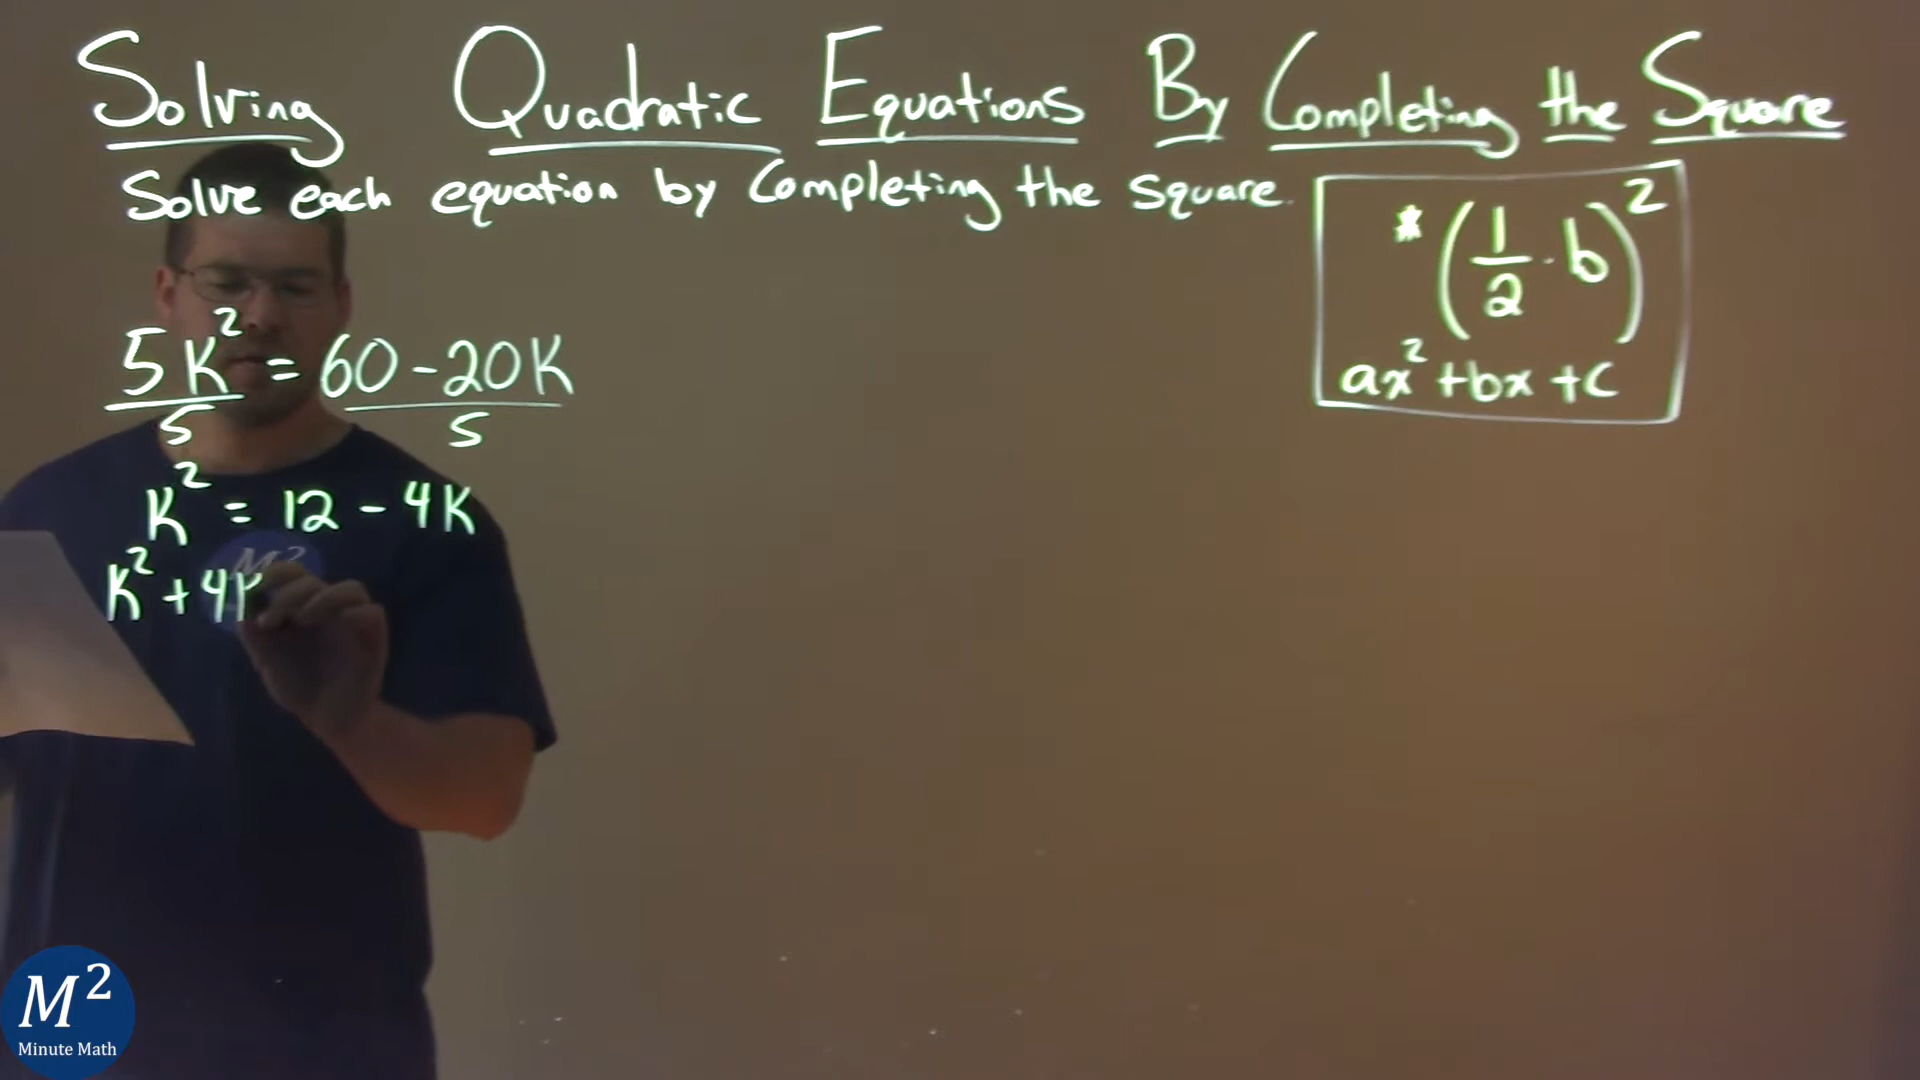 Solving Quadratic Equations By Completing the Square
Solve each equation by Completing the square.
* (1/2 · b)²
ax² + bx + c
5K² = 60 - 20K
5 5
K² = 12 - 4K
M²
K² + 4K
M²
Minute Math